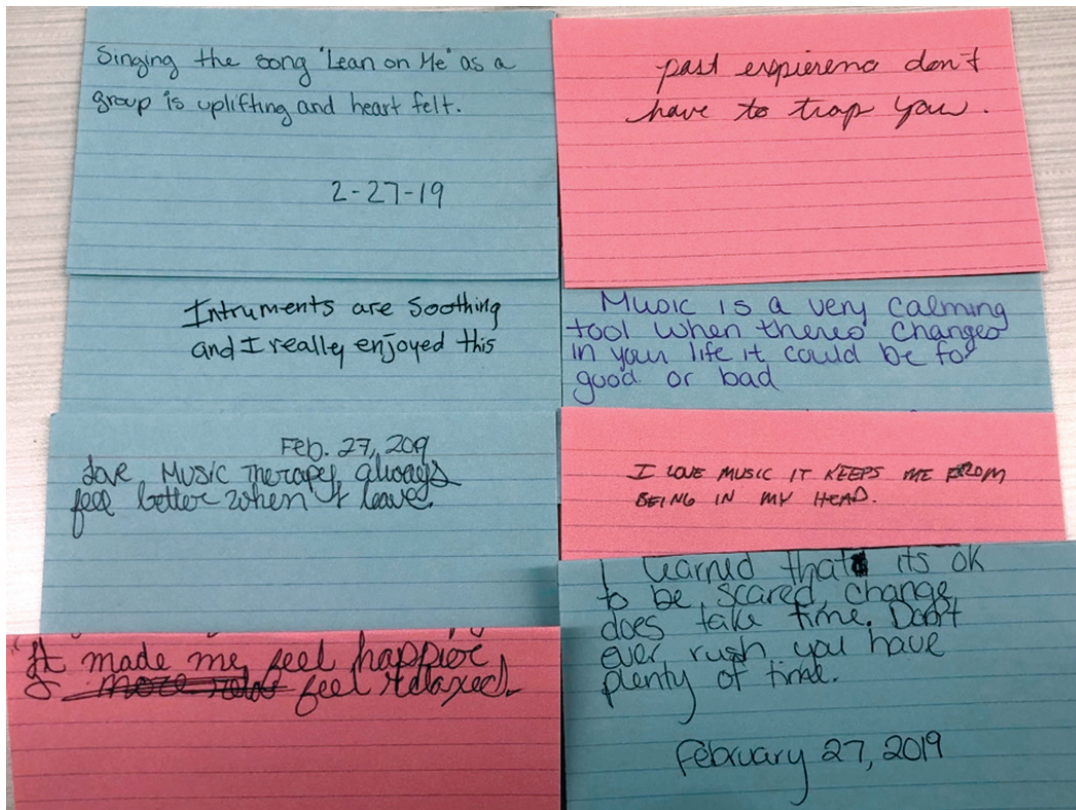 Singing the song 'Lean on Me' as a
group is uplifting and heart felt.
2-27-19
past expierenc don't
have to trap you.
Intruments are soothing
and I really enjoyed this
Music is a very calming
tool when theres changes
in your life it could be for
good or bad
Feb. 27, 209
Love Music Therapy always
feel better when I leave.
I LOVE MUSIC IT KEEPS ME FROM
BEING IN MY HEAD.
It made me feel happier
I feel relaxed.
I learned that its ok
to be scared, change
does take time. Don't
ever rush you have
plenty of time.
February 27, 2019